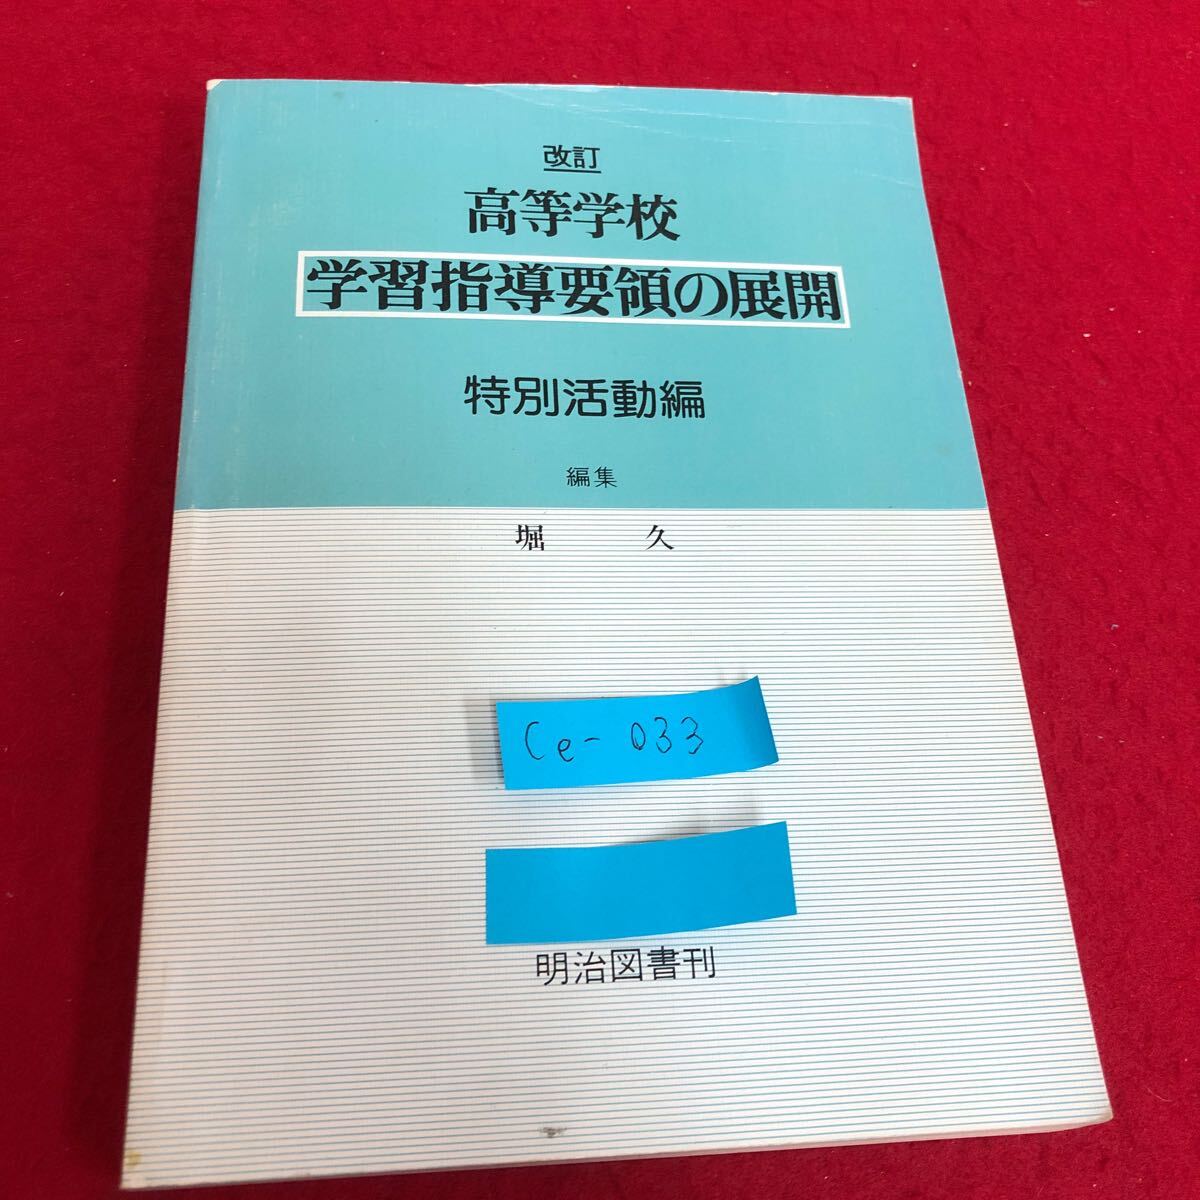 改訂
高等学校
学習指導要領の展開
特別活動編
編集
堀 久
Ce-033
明治図書刊